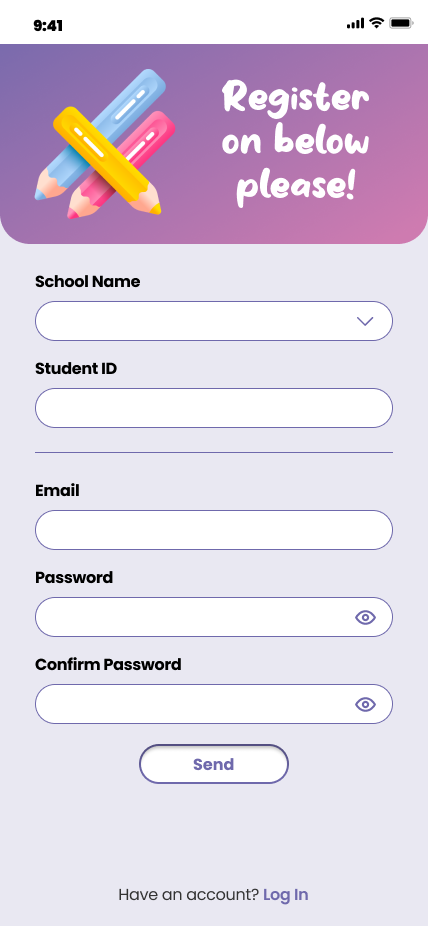 9:41
Register
on below
please!
School Name
Student ID
Email
Password
Confirm Password
Send
Have an account? Log In